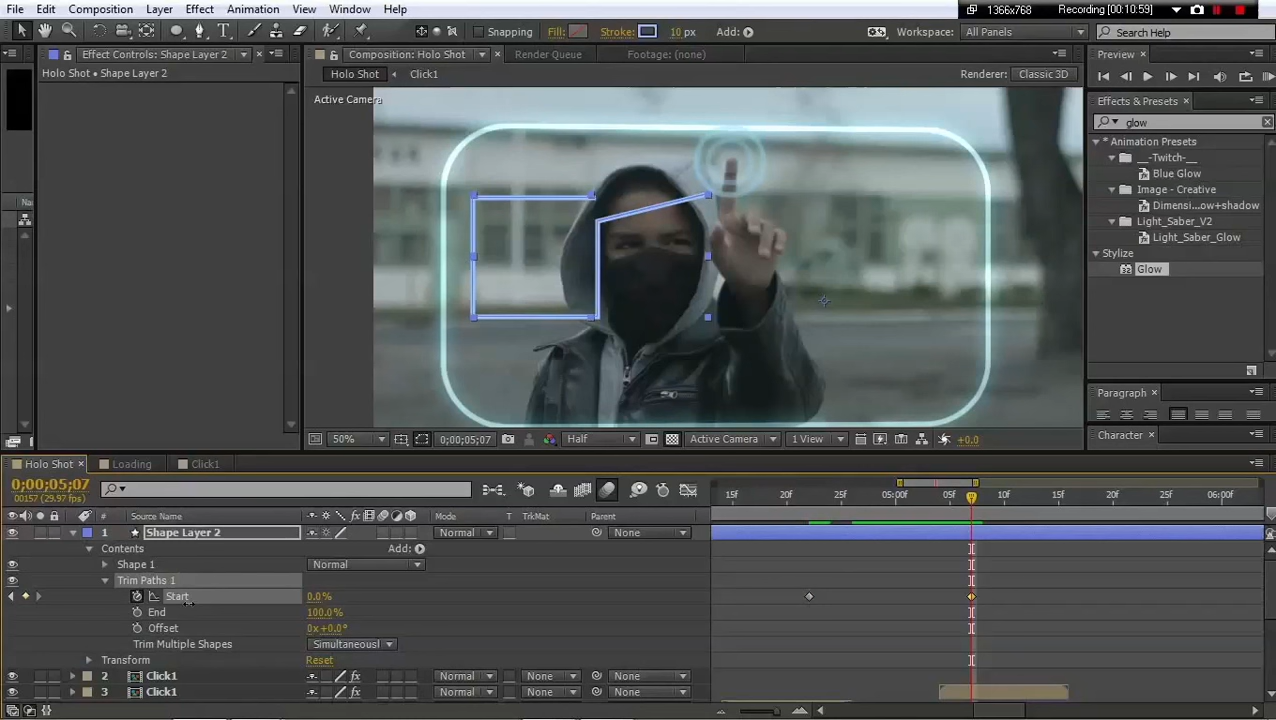 File Edit Composition Layer Effect Animation View Window Help
1366x768 Recording [00:10:59]
Snapping Fill: Stroke: 10 px Add: Workspace: All Panels Search Help
Effect Controls: Shape Layer 2 Composition: Holo Shot Render Queue Footage: (none) Preview
Holo Shot • Shape Layer 2 Holo Shot Click1 Renderer: Classic 3D
Active Camera Effects & Presets
glow
* Animation Presets
__-Twitch-__
Blue Glow
Image - Creative
Dimens...ow+shadow
Light_Saber_V2
Light_Saber_Glow
Stylize
Glow
Na
Paragraph
Character
50% 0;00;05;07 Half Active Camera 1 View +0.0
Holo Shot Loading Click1
0;00;05;07
00157 (29.97 fps)
15f 20f 25f 05:00f 05f 10f 15f 20f 06:00f
# Source Name Mode T TrkMat Parent
1 Shape Layer 2 Normal None
Contents Add:
Shape 1 Normal
Trim Paths 1
Start 0.0%
End 100.0%
Offset 0x+0.0°
Trim Multiple Shapes Simultaneousl
Transform Reset
2 Click1 Normal None None
3 Click1 Normal None None